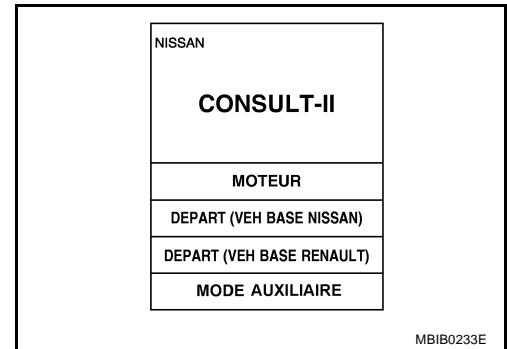 NISSAN
CONSULT-II
MOTEUR
DEPART (VEH BASE NISSAN)
DEPART (VEH BASE RENAULT)
MODE AUXILIAIRE
MBIB0233E